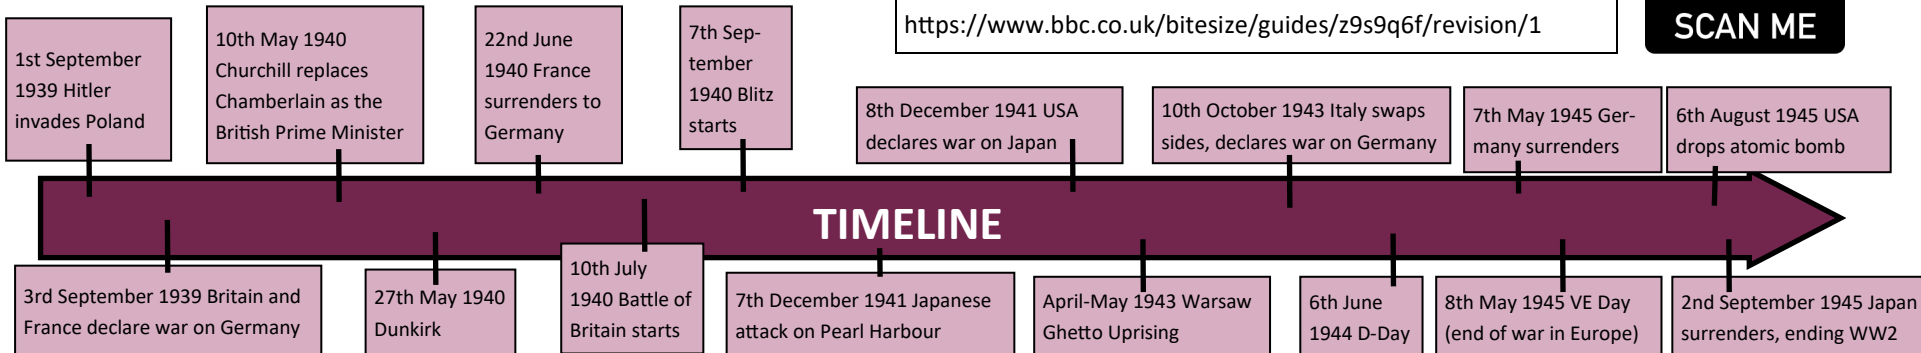 https://www.bbc.co.uk/bitesize/guides/z9s9q6f/revision/1
SCAN ME
1st September
1939 Hitler
invades Poland
10th May 1940
Churchill replaces
Chamberlain as the
British Prime Minister
22nd June
1940 France
surrenders to
Germany
7th Sep-
tember
1940 Blitz
starts
8th December 1941 USA
declares war on Japan
10th October 1943 Italy swaps
sides, declares war on Germany
7th May 1945 Ger-
many surrenders
6th August 1945 USA
drops atomic bomb
TIMELINE
3rd September 1939 Britain and
France declare war on Germany
27th May 1940
Dunkirk
10th July
1940 Battle of
Britain starts
7th December 1941 Japanese
attack on Pearl Harbour
April-May 1943 Warsaw
Ghetto Uprising
6th June
1944 D-Day
8th May 1945 VE Day
(end of war in Europe)
2nd September 1945 Japan
surrenders, ending WW2